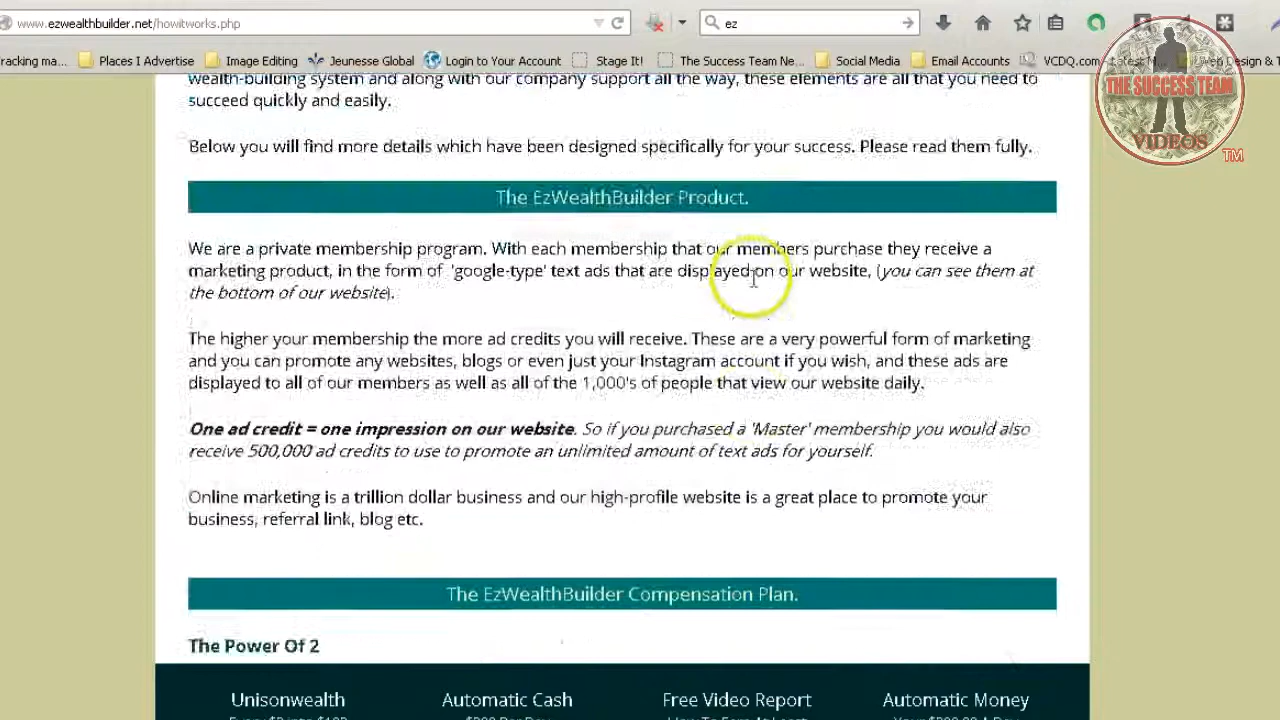 www.ezwealthbuilder.net/howitworks.php
ez
racking ma...
Places I Advertise
Image Editing
Jeunesse Global
Login to Your Account
Stage It!
The Success Team Ne...
Social Media
Email Accounts
VCDQ.com
THE SUCCESS TEAM
VIDEOS
TM
wealth-building system and along with our company support all the way, these elements are all that you need to
succeed quickly and easily.
Below you will find more details which have been designed specifically for your success. Please read them fully.
The EzWealthBuilder Product.
We are a private membership program. With each membership that our members purchase they receive a
marketing product, in the form of 'google-type' text ads that are displayed on our website, (you can see them at
the bottom of our website).
The higher your membership the more ad credits you will receive. These are a very powerful form of marketing
and you can promote any websites, blogs or even just your Instagram account if you wish, and these ads are
displayed to all of our members as well as all of the 1,000's of people that view our website daily.
One ad credit = one impression on our website. So if you purchased a 'Master' membership you would also
receive 500,000 ad credits to use to promote an unlimited amount of text ads for yourself.
Online marketing is a trillion dollar business and our high-profile website is a great place to promote your
business, referral link, blog etc.
The EzWealthBuilder Compensation Plan.
The Power Of 2
Unisonwealth
Automatic Cash
Free Video Report
Automatic Money